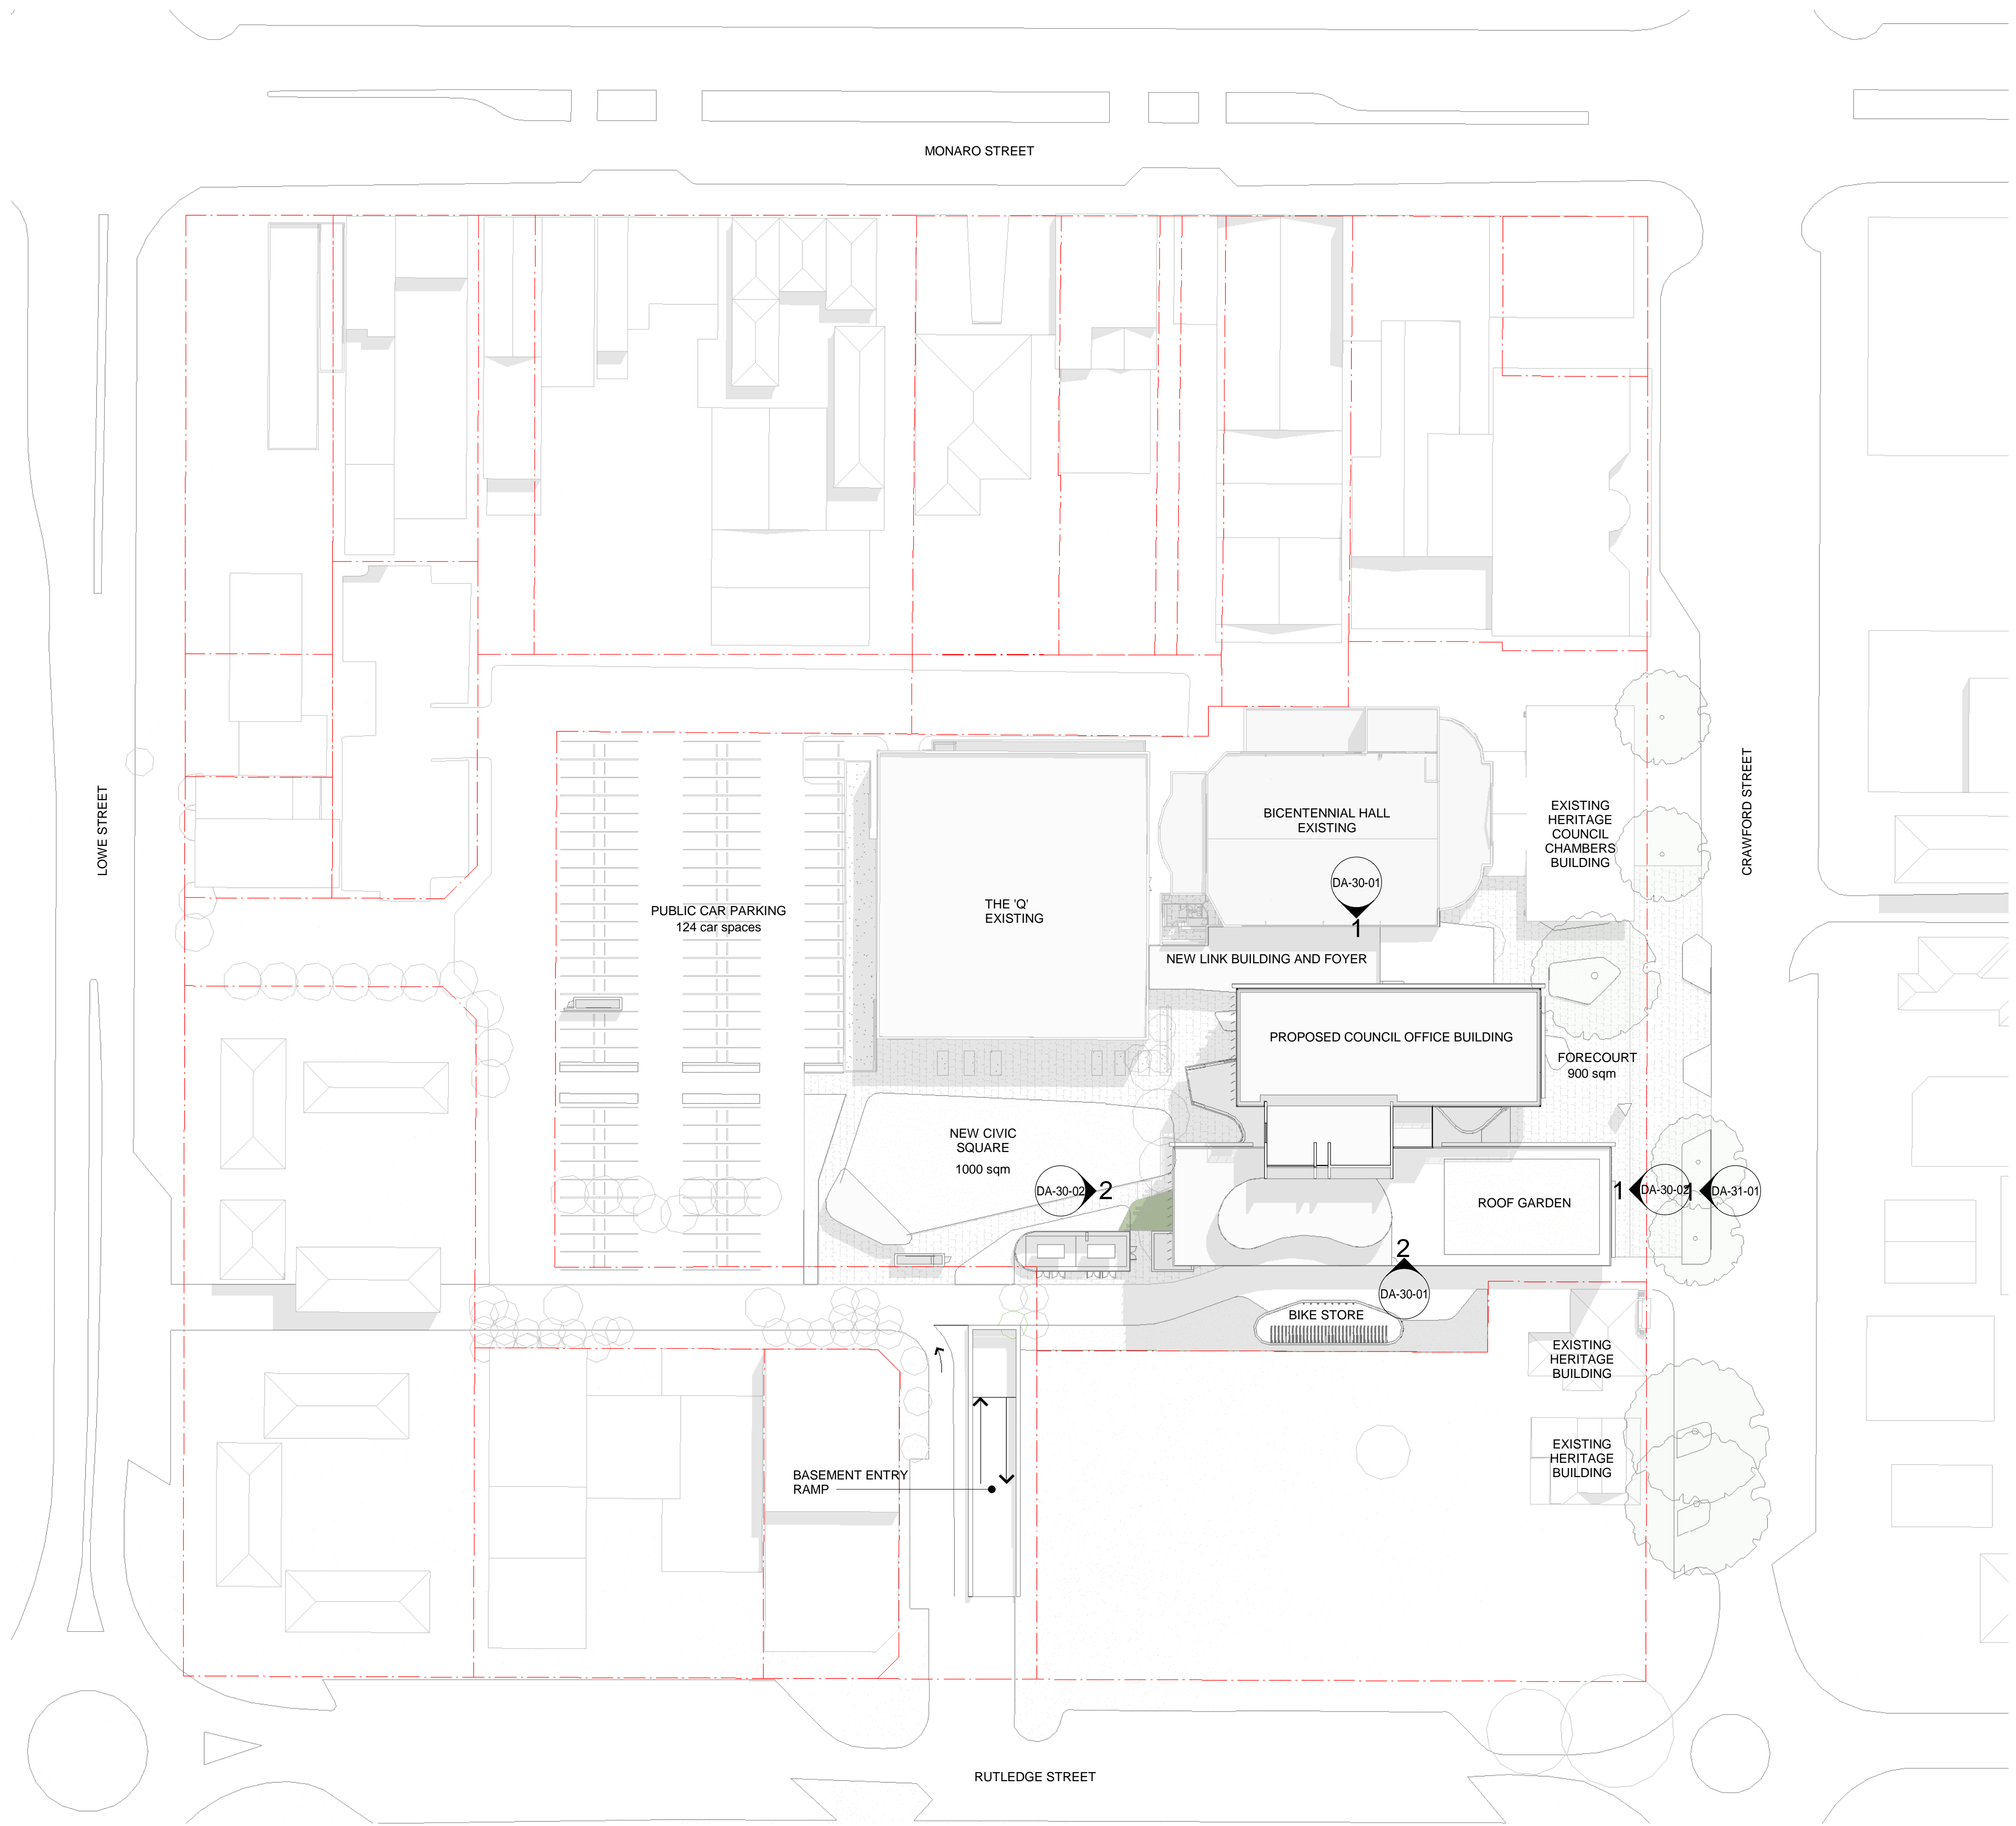 MONARO STREET
LOWE STREET
CRAWFORD STREET
BICENTENNIAL HALL
EXISTING
EXISTING
HERITAGE
COUNCIL
CHAMBERS
BUILDING
DA-30-01
1
PUBLIC CAR PARKING
124 car spaces
THE 'Q'
EXISTING
NEW LINK BUILDING AND FOYER
PROPOSED COUNCIL OFFICE BUILDING
FORECOURT
900 sqm
NEW CIVIC
SQUARE
1000 sqm
DA-30-02
2
ROOF GARDEN
1
DA-30-02
1
DA-31-01
2
DA-30-01
BIKE STORE
EXISTING
HERITAGE
BUILDING
EXISTING
HERITAGE
BUILDING
BASEMENT ENTRY
RAMP
RUTLEDGE STREET